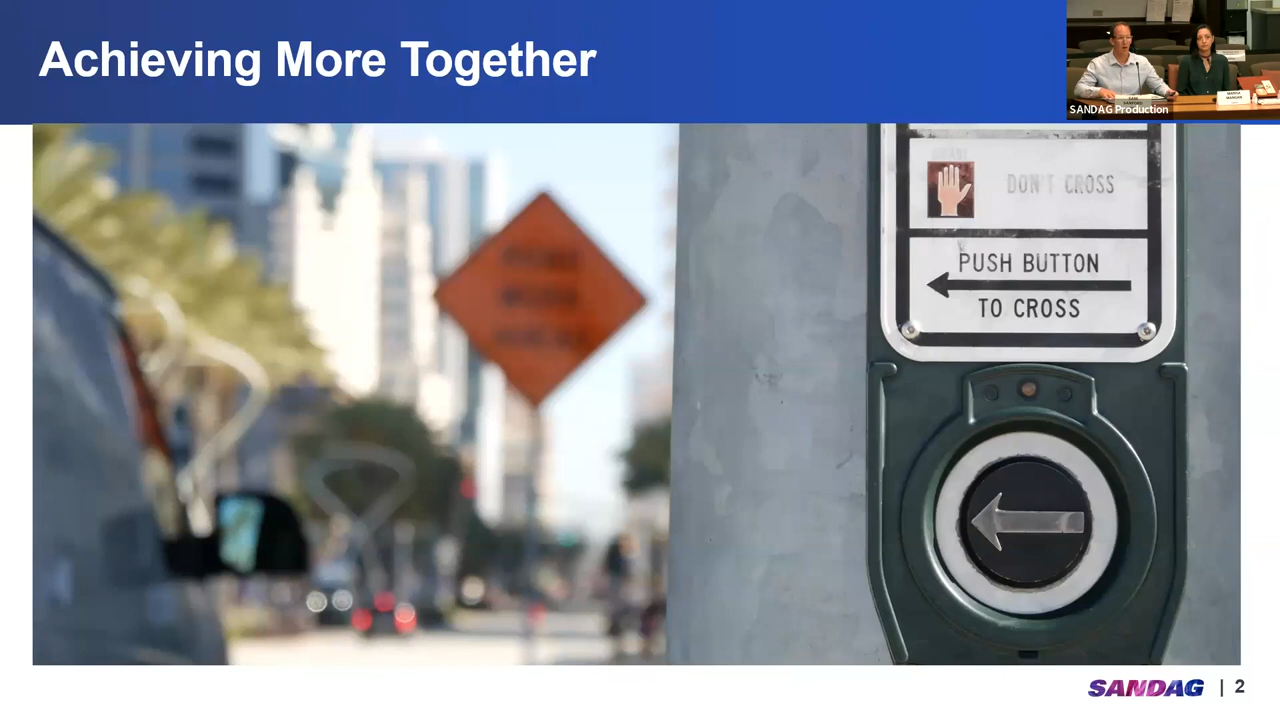 Achieving More Together
SANDAG Production
DON'T CROSS
PUSH BUTTON
TO CROSS
SANDAG | 2